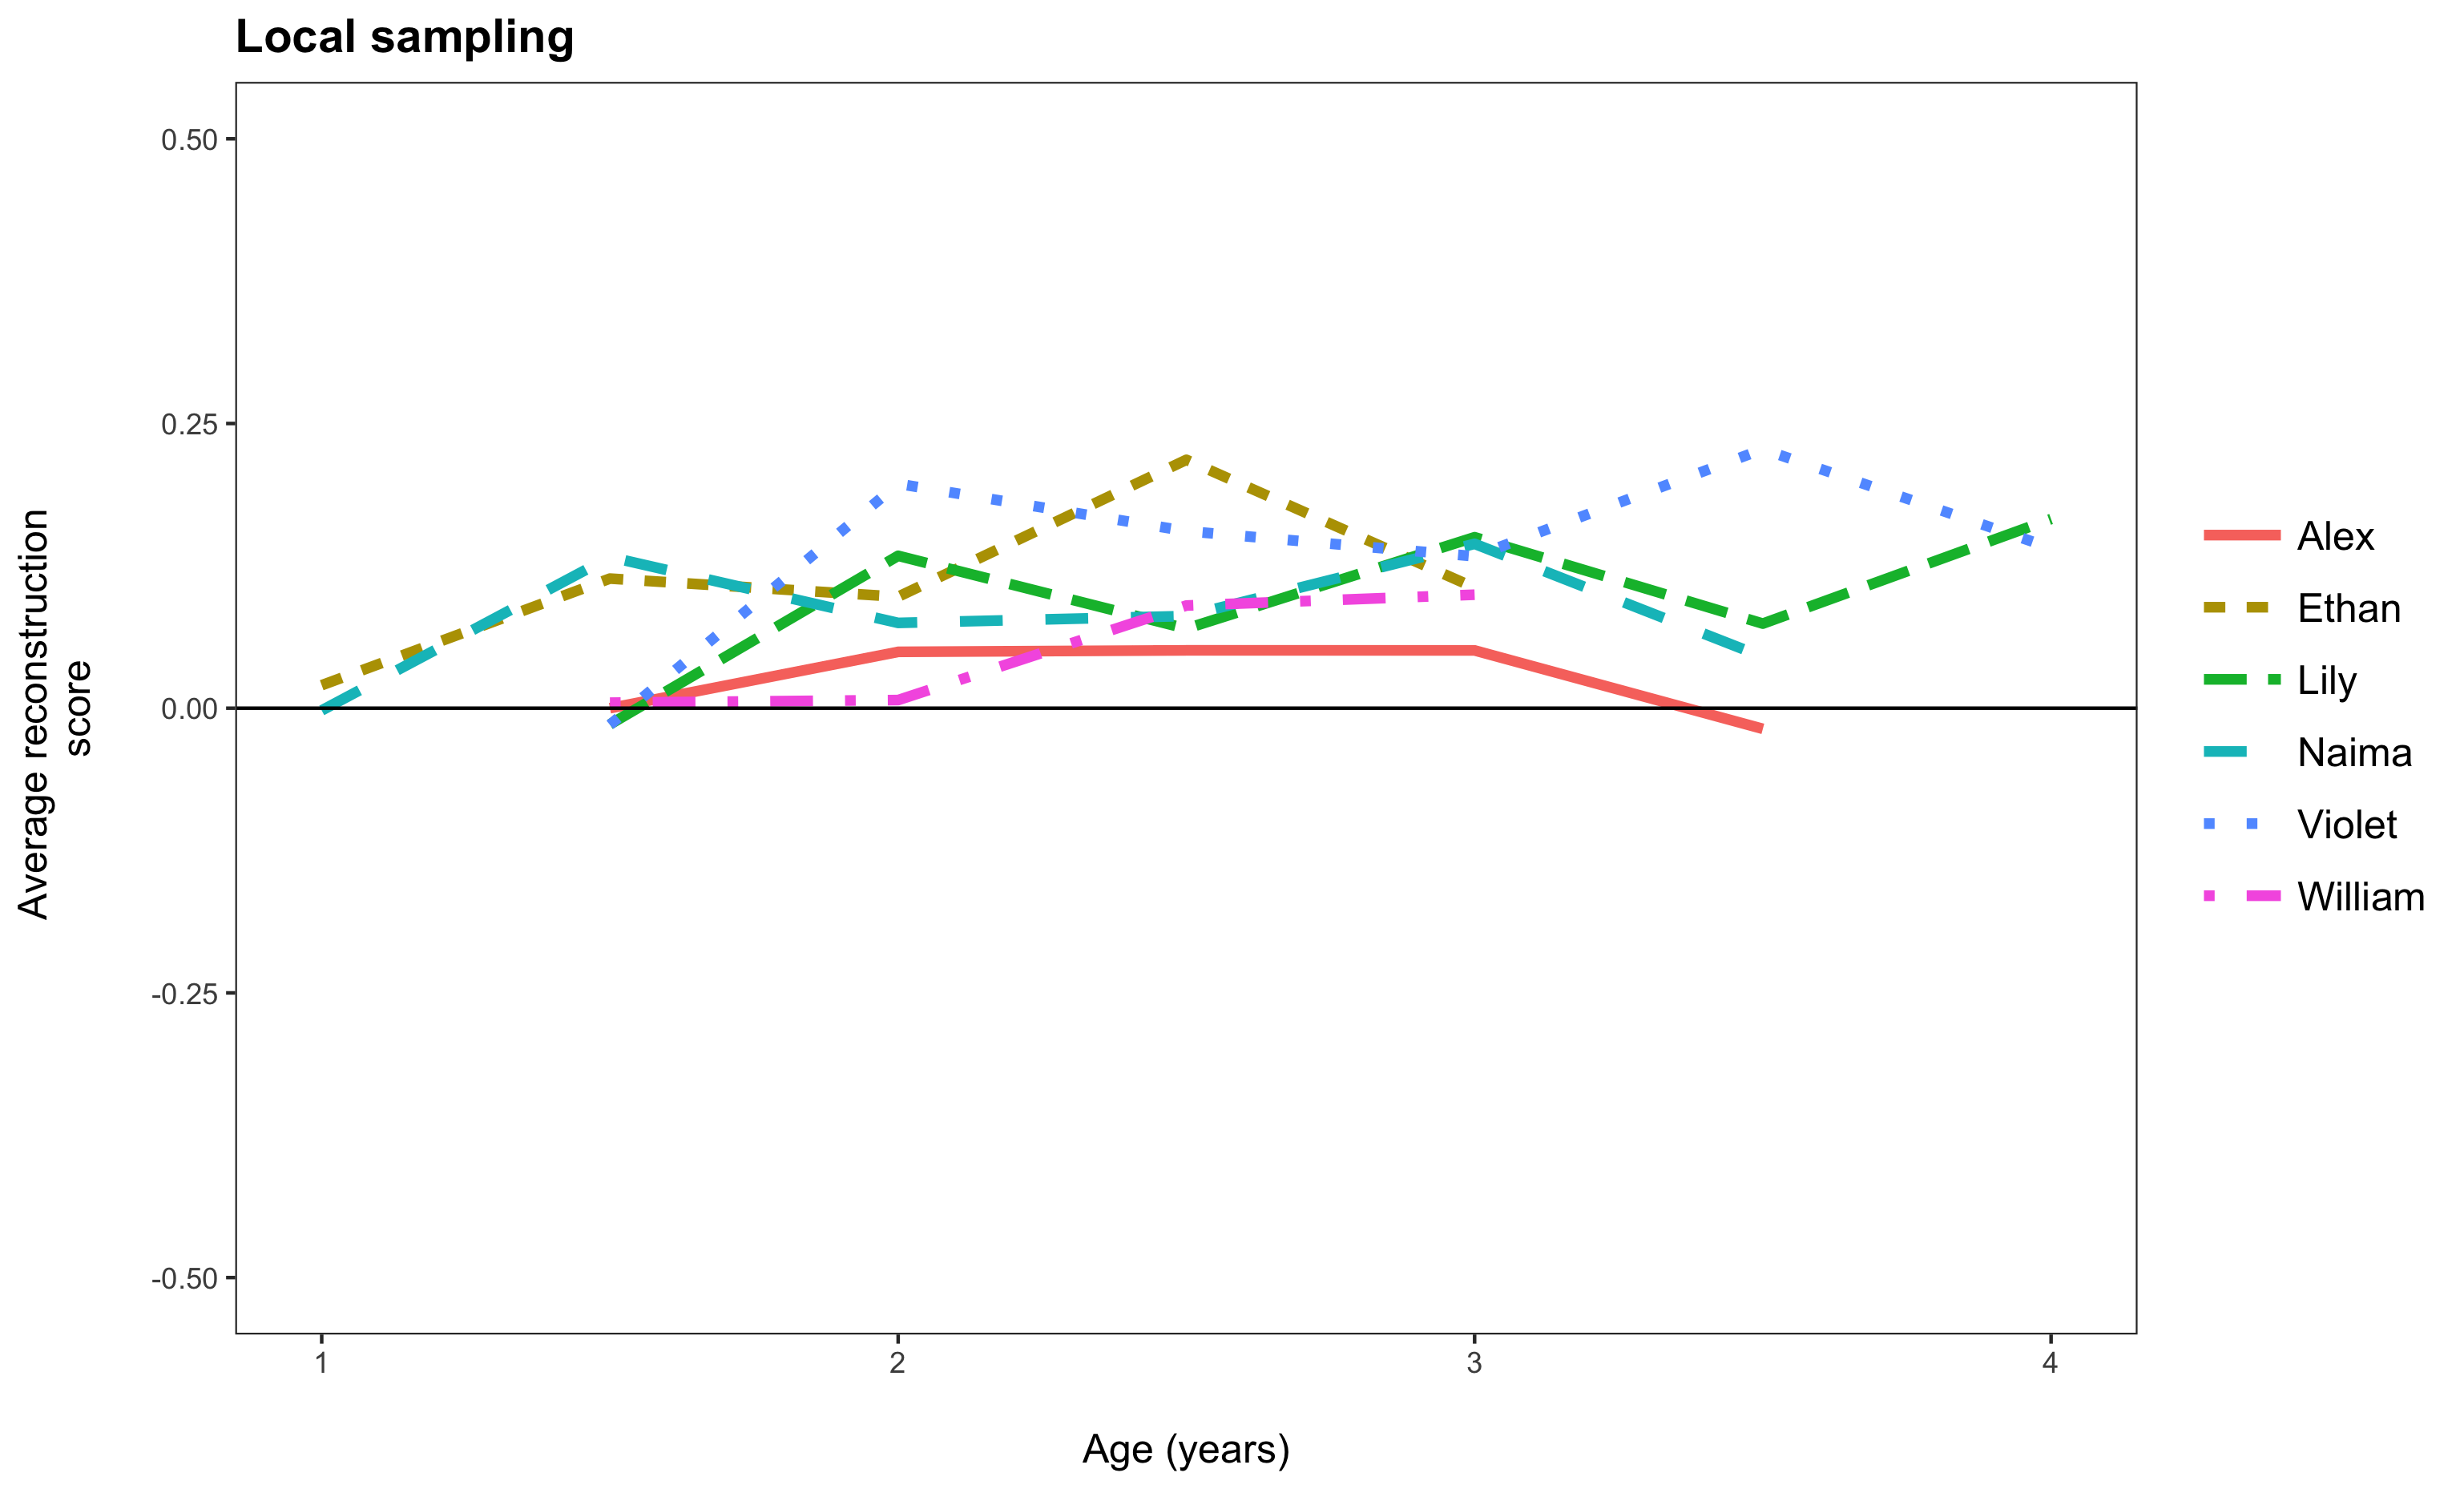 Local sampling
Average reconstruction
score
0.50
0.25
0.00
-0.25
-0.50
1
2
3
4
Age (years)
Alex
Ethan
Lily
Naima
Violet
William